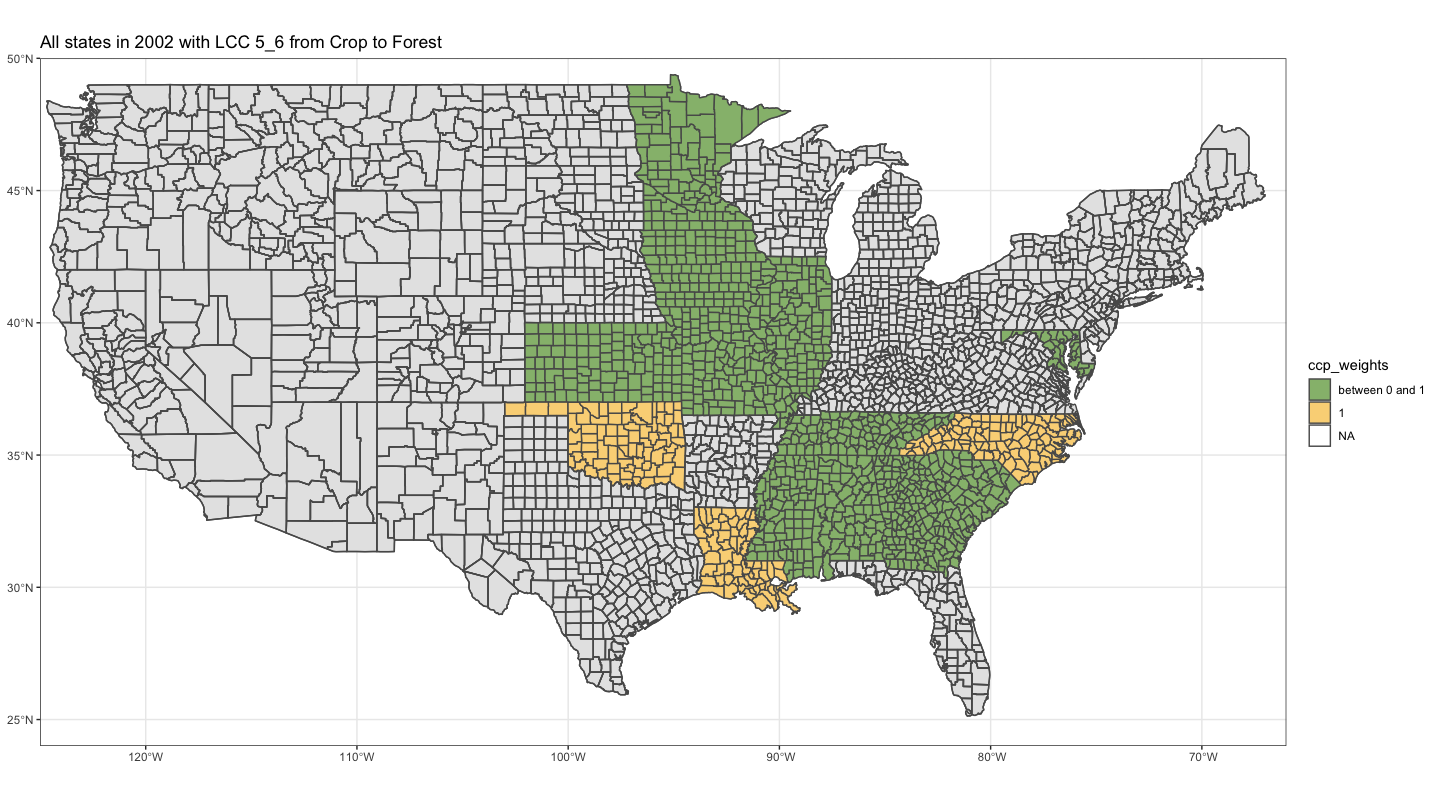 All states in 2002 with LCC 5_6 from Crop to Forest
50°N
45°N
40°N
35°N
30°N
25°N
120°W
110°W
100°W
90°W
80°W
70°W
ccp_weights
between 0 and 1
1
NA